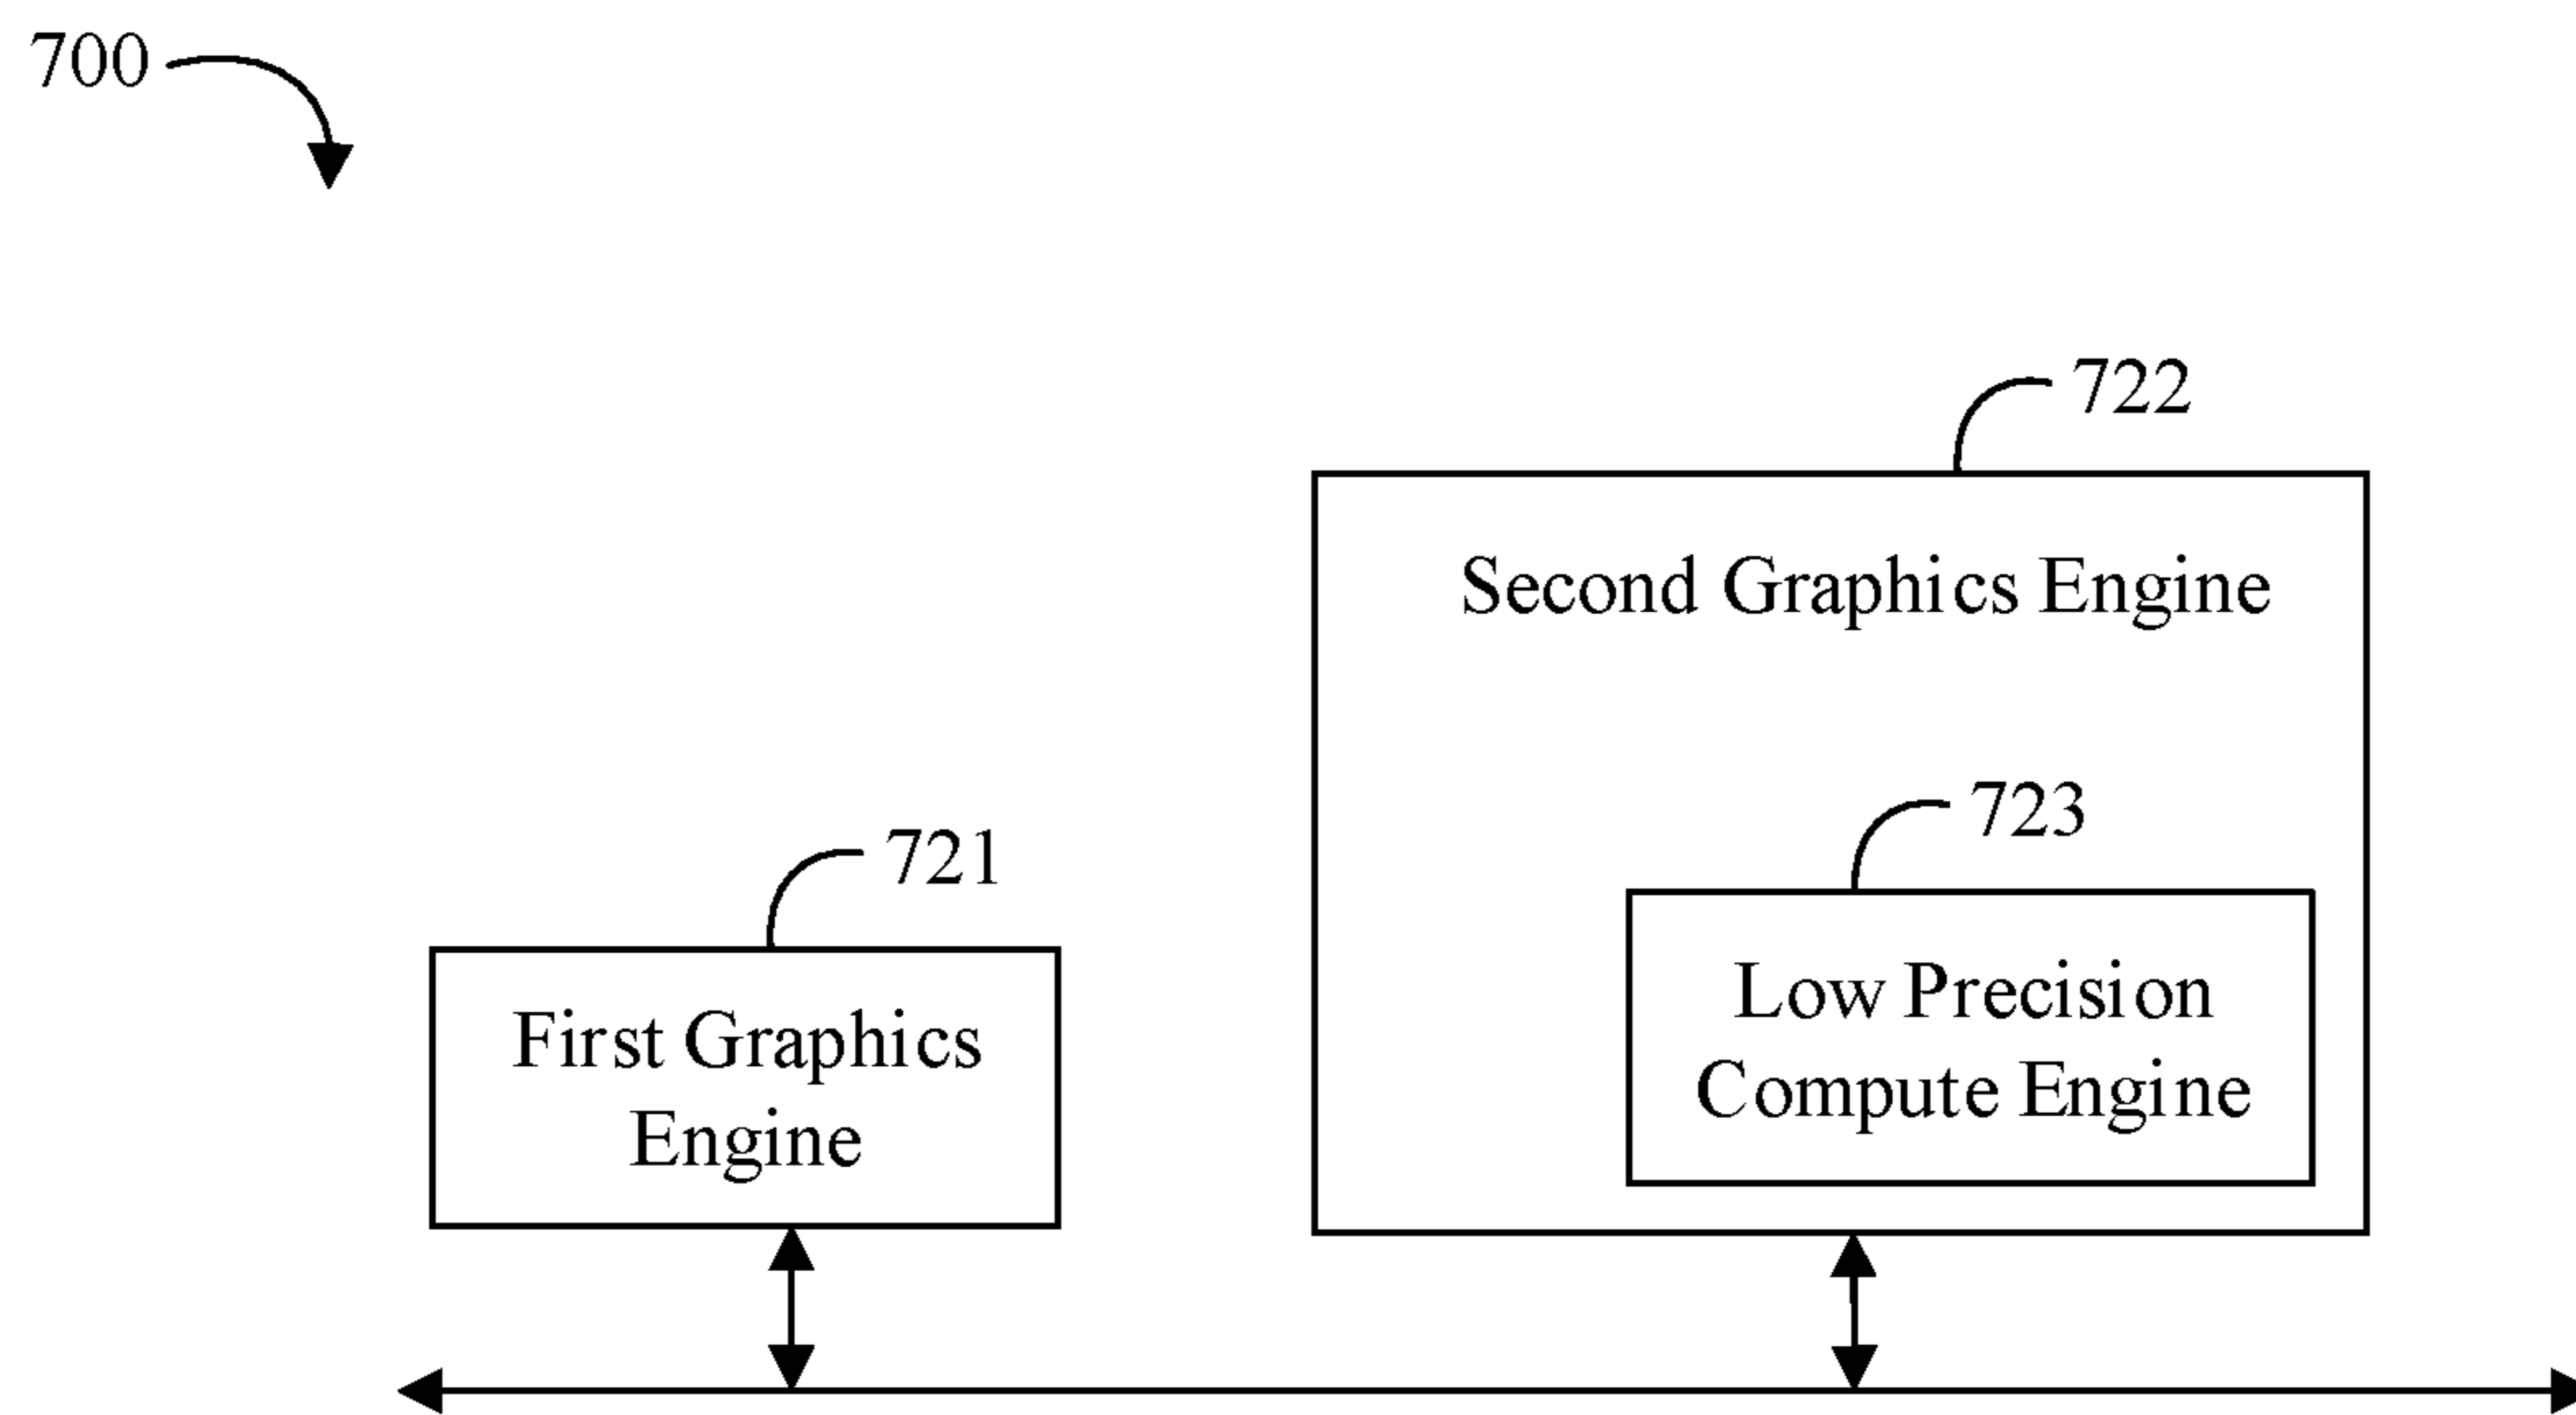 700
722
Second Graphics Engine
723
721
Low Precision
Compute Engine
First Graphics
Engine